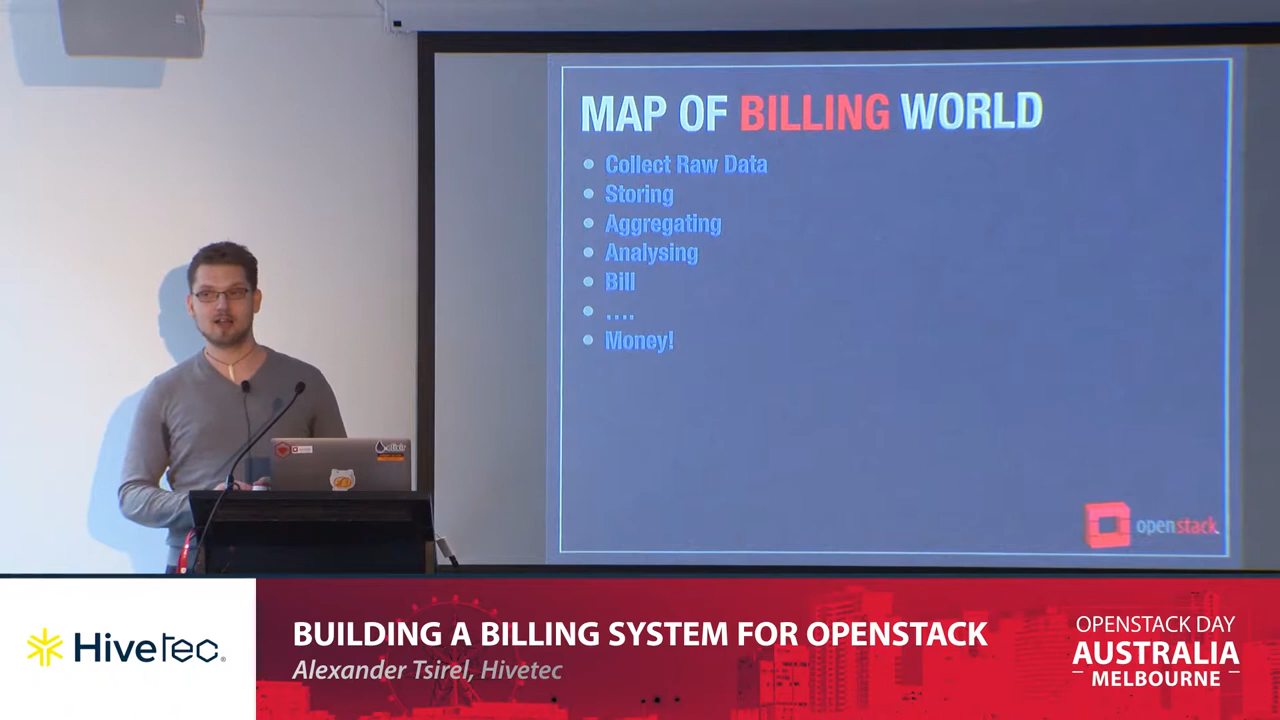 MAP OF BILLING WORLD
• Collect Raw Data
• Storing
• Aggregating
• Analysing
• Bill
• ....
• Money!
openstack.
elixir
Hivetec®
BUILDING A BILLING SYSTEM FOR OPENSTACK
Alexander Tsirel, Hivetec
OPENSTACK DAY
AUSTRALIA
MELBOURNE